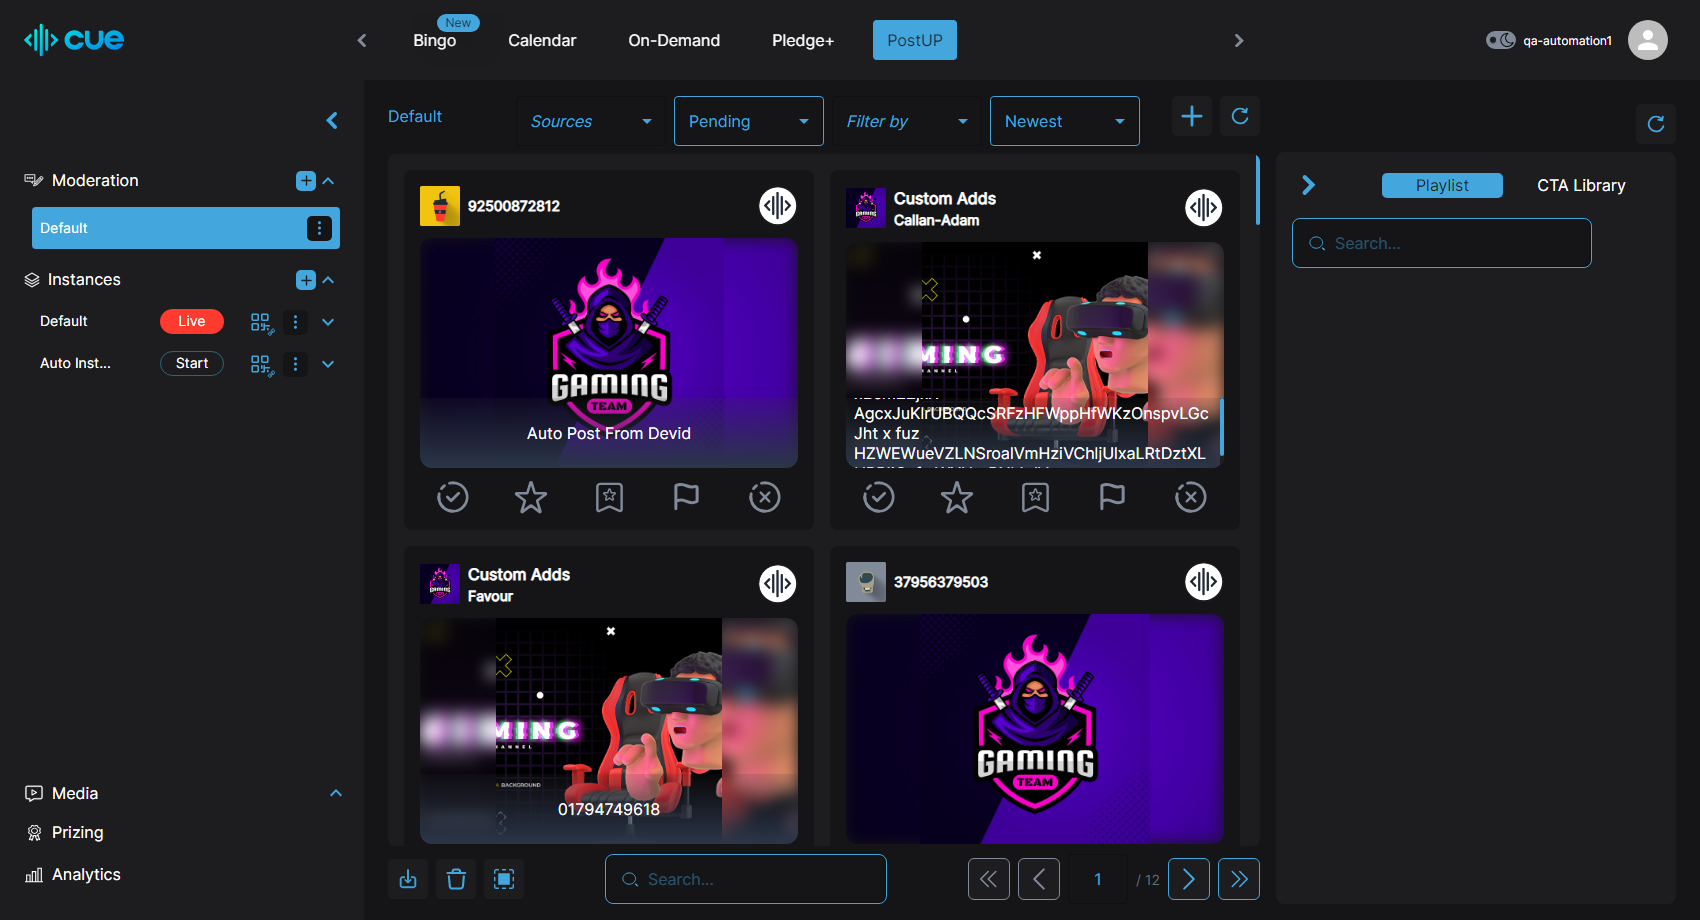 cue
Bingo
New
Calendar
On-Demand
Pledge+
PostUP
qa-automation1
Default
Sources
Pending
Filter by
Newest
Moderation
Default
Instances
Default
Live
Auto Inst...
Start
Media
Prizing
Analytics
92500872812
GAMING
TEAM
Auto Post From Devid
Custom Adds
Callan-Adam
MING
AgcxJuKlrUBQQcSRFzHFWppHfWKzOnspvLGc
Jht x fuz
HZWEWueVZLNSroalVmHziVChljUlxaLRtDztXL
Custom Adds
Favour
MING
BACKGROUND
01794749618
37956379503
GAMING
TEAM
Search...
1
/ 12
Playlist
CTA Library
Search...